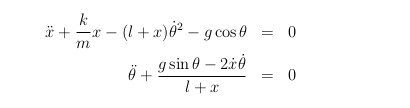 ẍ + k/m x − (l + x)θ̇² − g cos θ = 0
θ̈ + (g sin θ − 2ẋθ̇)/(l + x) = 0